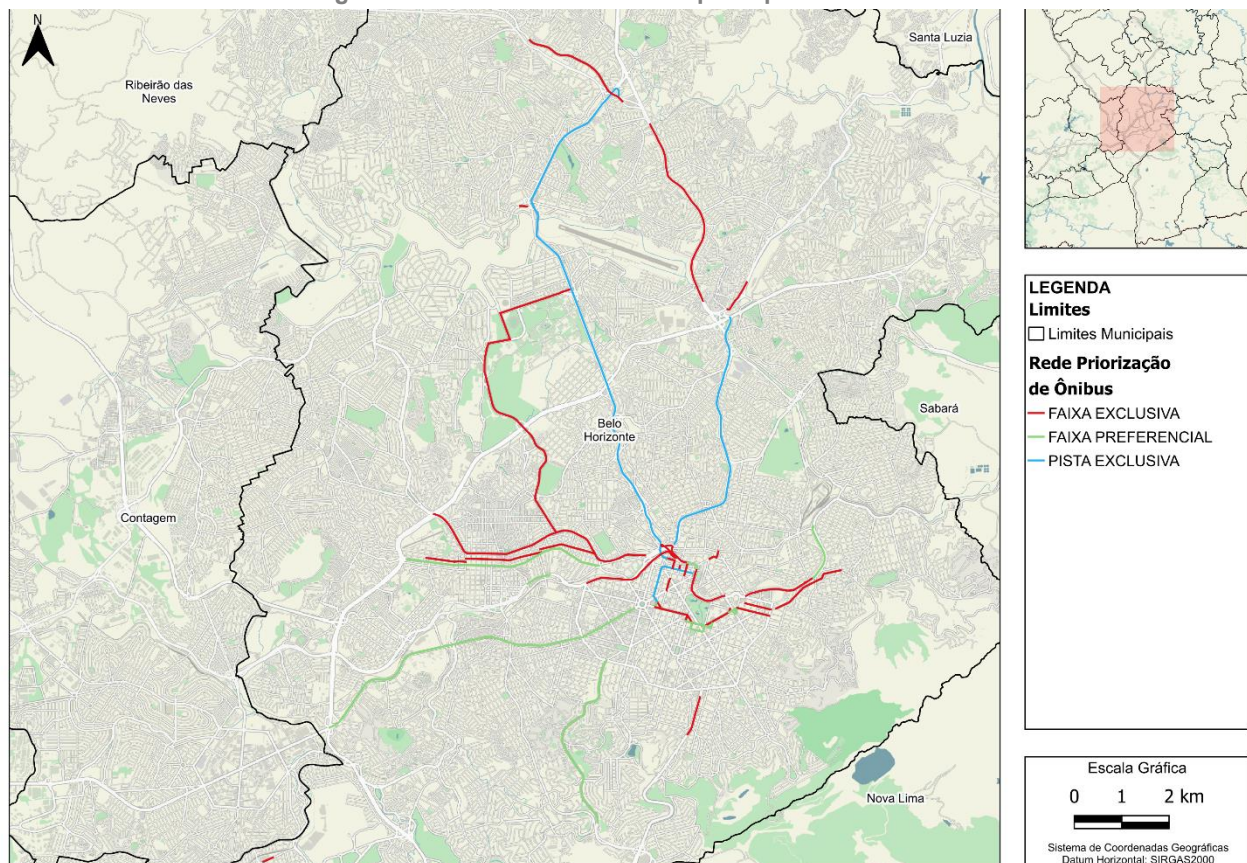 N
Santa Luzia
Ribeirão das
Neves
Belo
Horizonte
Sabará
Contagem
Nova Lima
LEGENDA
Limites
Limites Municipais
Rede Priorização
de Ônibus
FAIXA EXCLUSIVA
FAIXA PREFERENCIAL
PISTA EXCLUSIVA
Escala Gráfica
0 1 2 km
Sistema de Coordenadas Geográficas
Datum Horizontal: SIRGAS2000